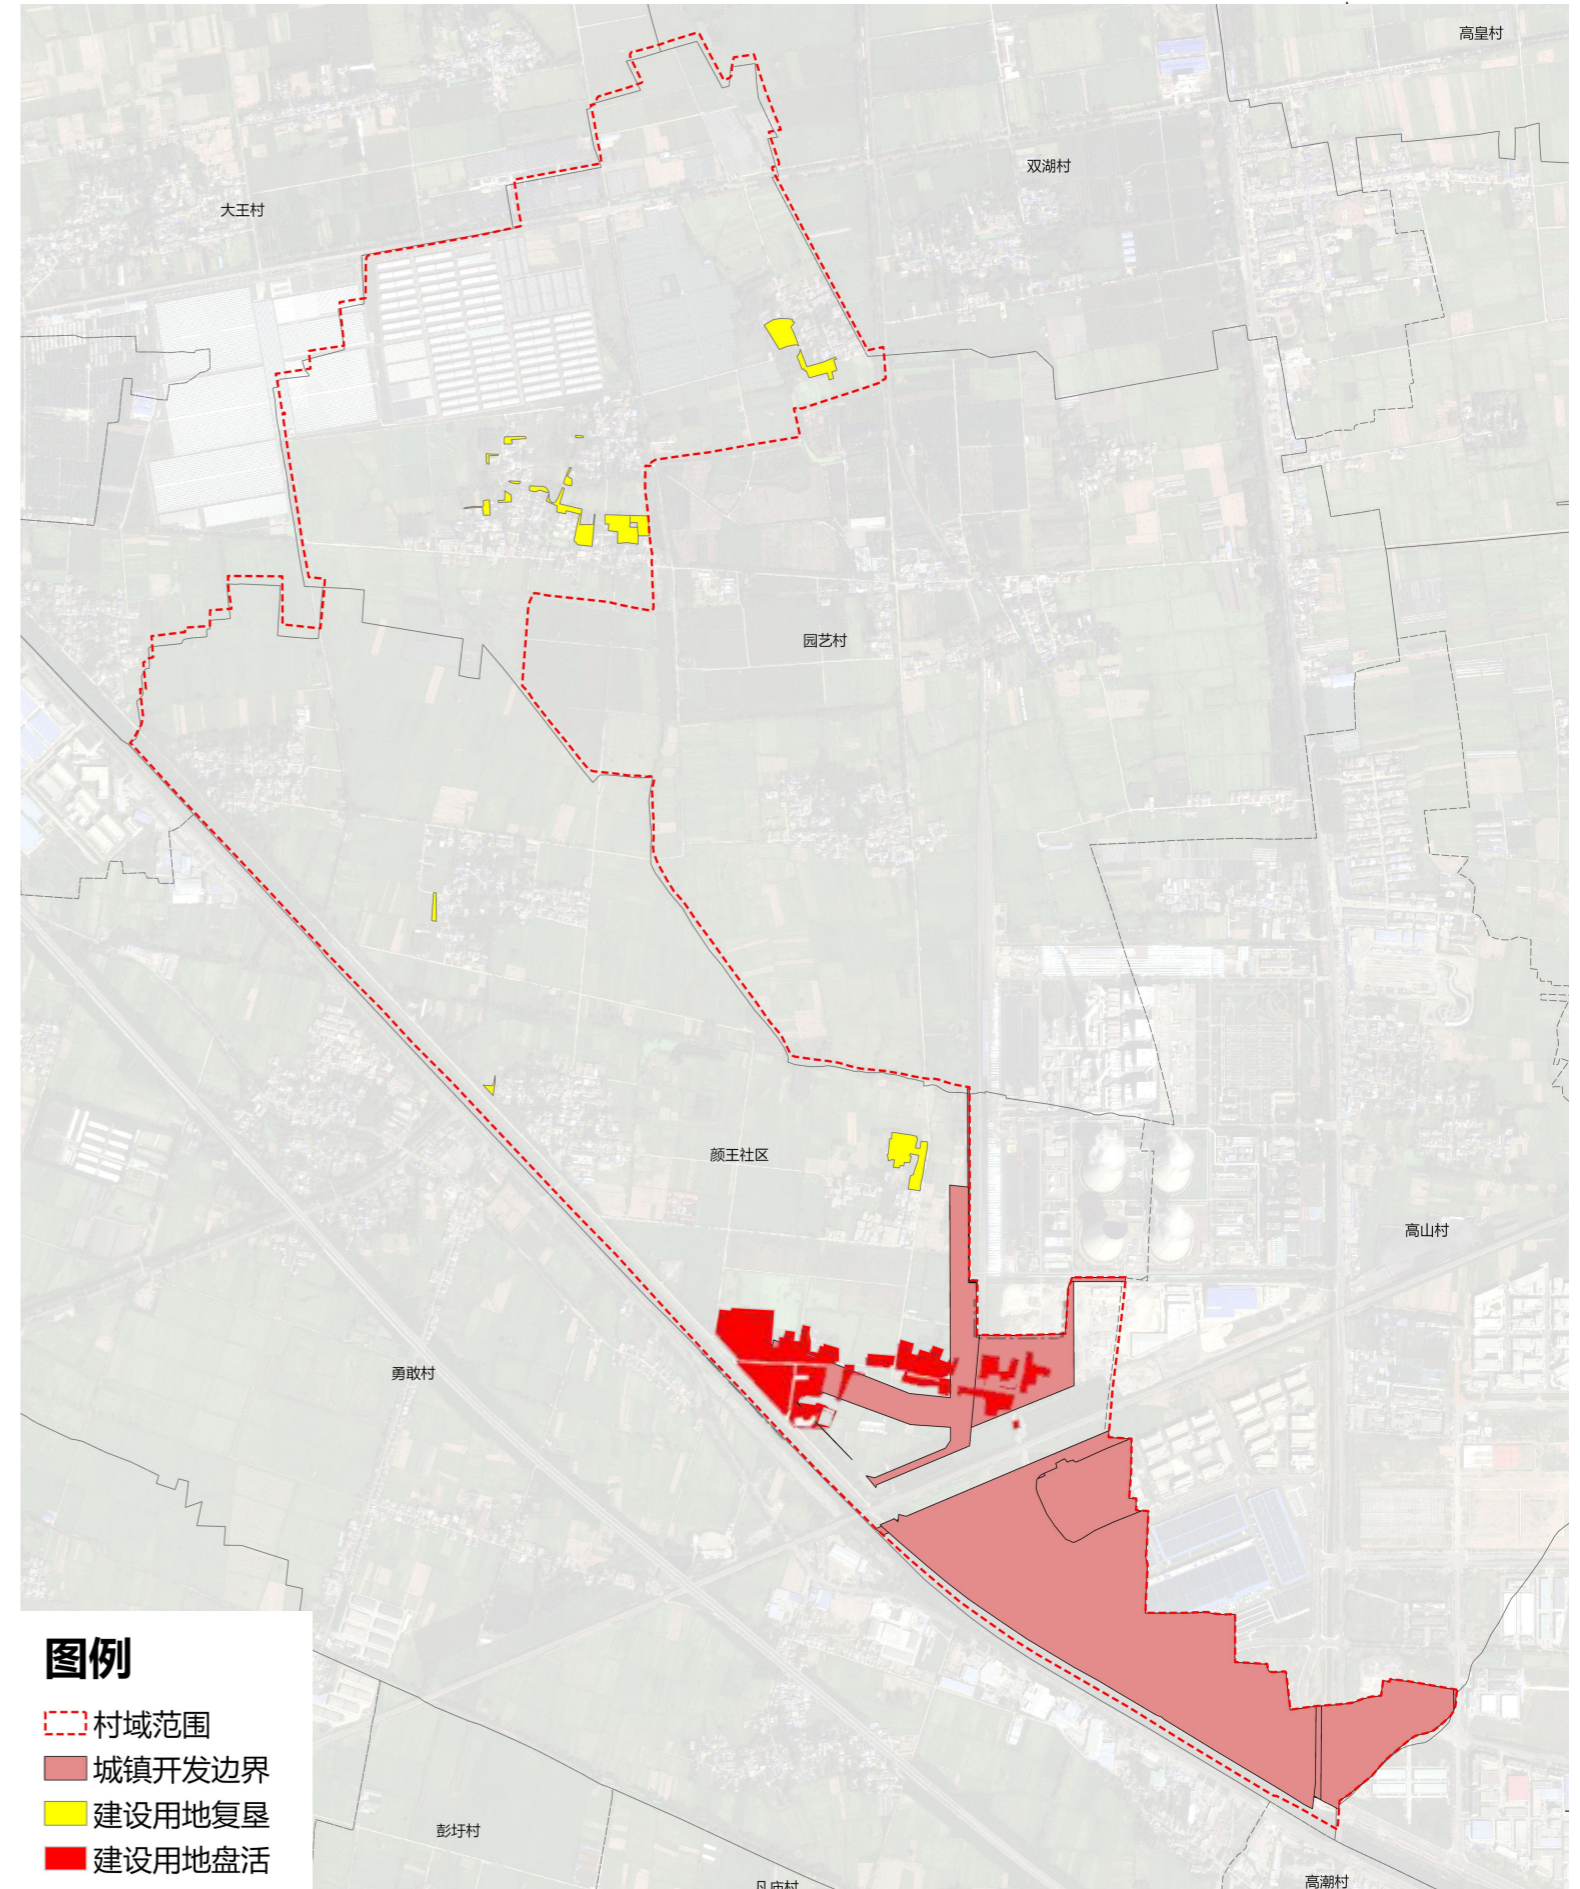 高皇村
双湖村
大王村
园艺村
颜王社区
高山村
勇敢村
图例
村域范围
城镇开发边界
建设用地复垦
建设用地盘活
彭圩村
高潮村